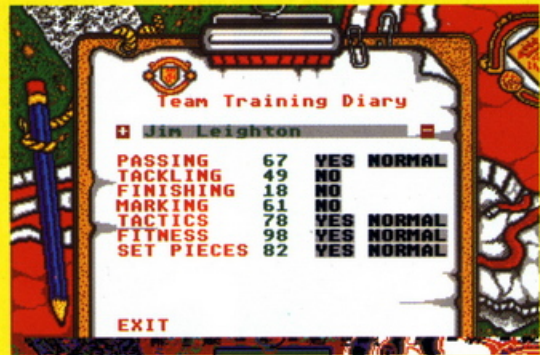 Team Training Diary
+ Jim Leighton -
PASSING 67 YES NORMAL
TACKLING 49 NO
FINISHING 18 NO
MARKING 61 NO
TACTICS 78 YES NORMAL
FITNESS 98 YES NORMAL
SET PIECES 82 YES NORMAL
EXIT